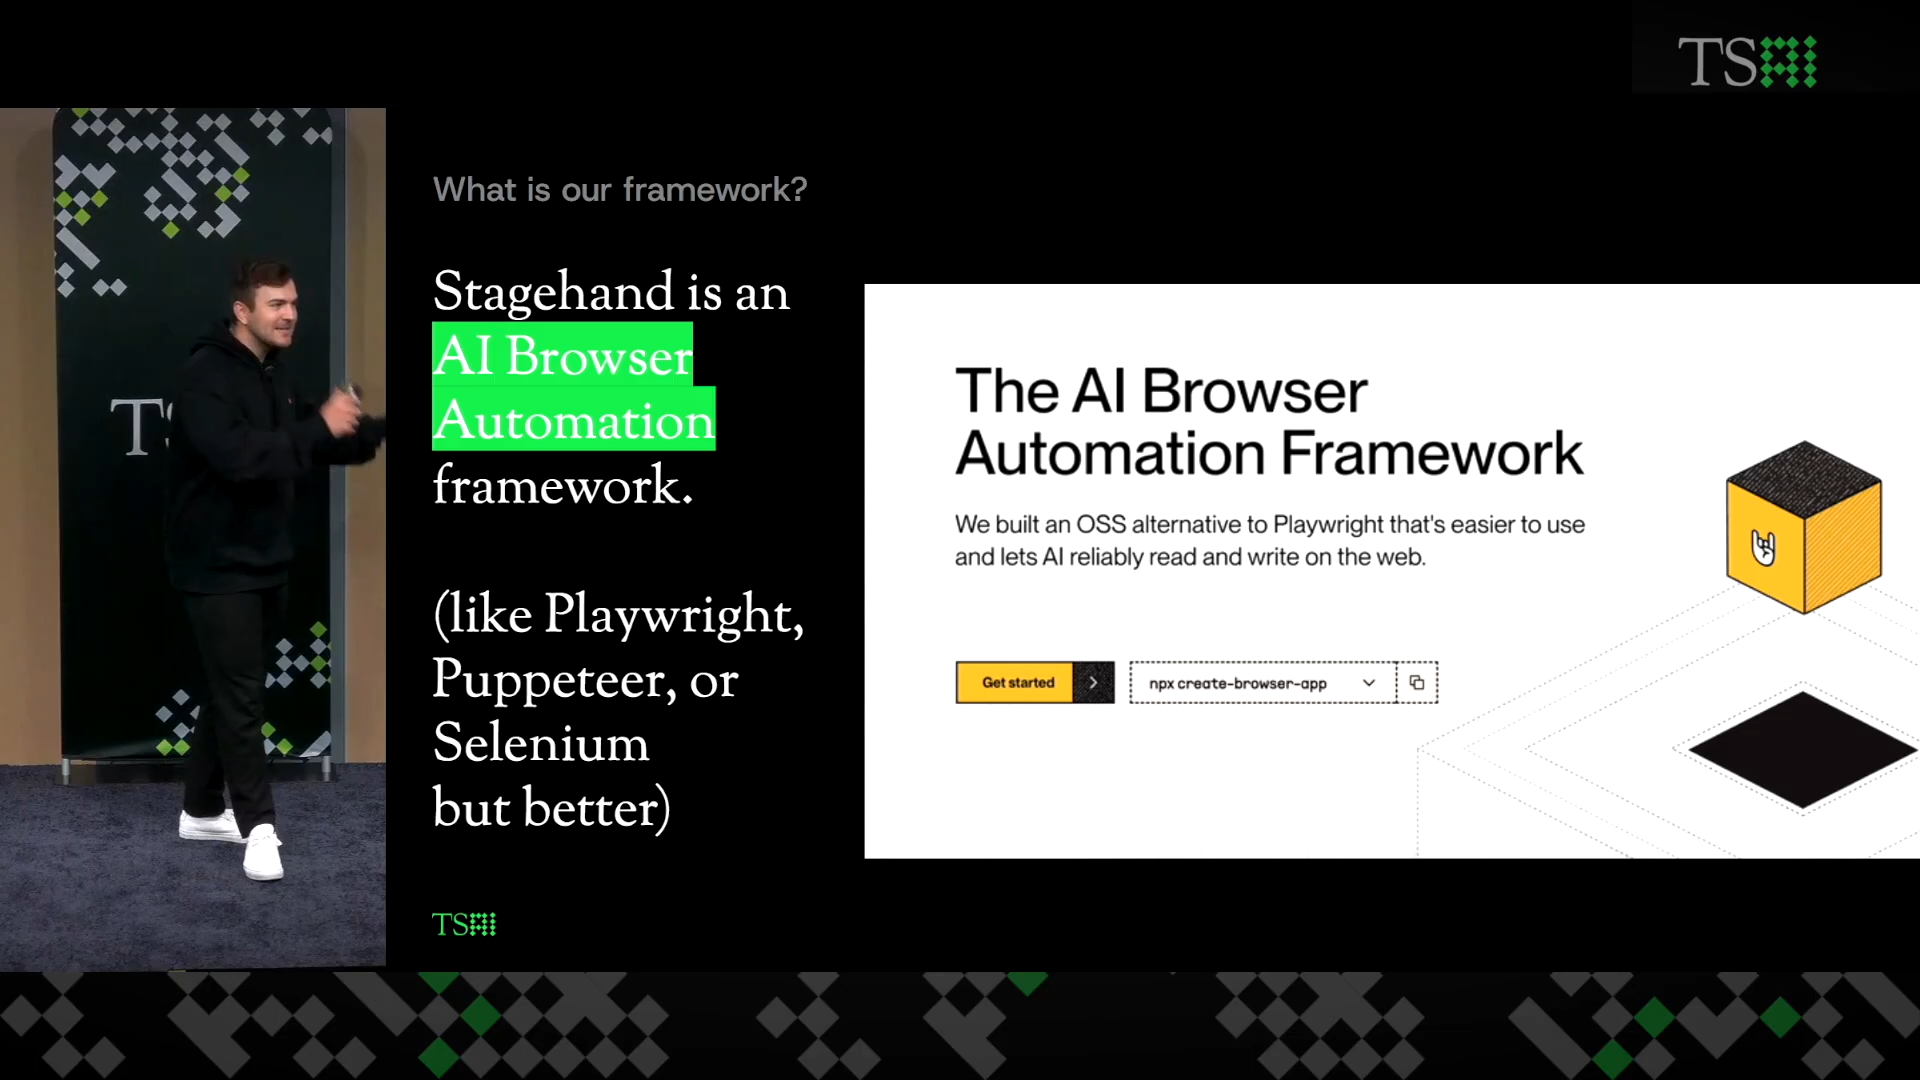 TSAI
What is our framework?
Stagehand is an
AI Browser
Automation
framework.
(like Playwright,
Puppeteer, or
Selenium
but better)
TSAI
The AI Browser
Automation Framework
We built an OSS alternative to Playwright that's easier to use
and lets AI reliably read and write on the web.
Get started
npx create-browser-app
TS